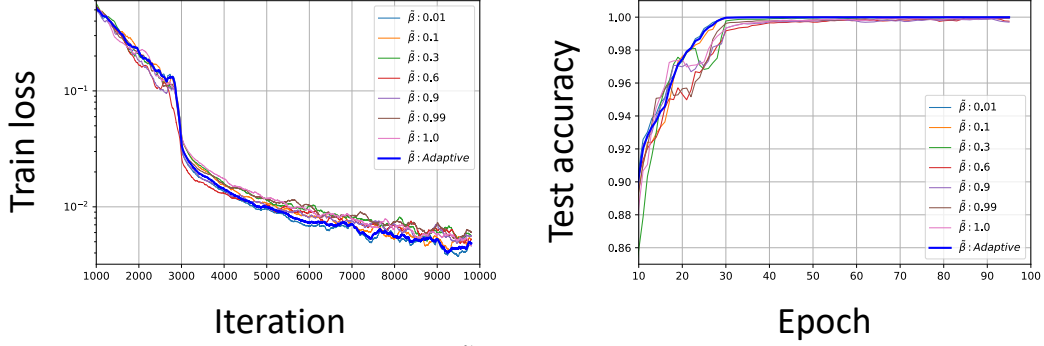 Train loss
10⁻¹
10⁻²
1000 2000 3000 4000 5000 6000 7000 8000 9000 10000
Iteration
β̃ : 0.01
β̃ : 0.1
β̃ : 0.3
β̃ : 0.6
β̃ : 0.9
β̃ : 0.99
β̃ : 1.0
β̃ : Adaptive
Test accuracy
1.00
0.98
0.96
0.94
0.92
0.90
0.88
0.86
10 20 30 40 50 60 70 80 90 100
Epoch
β̃ : 0.01
β̃ : 0.1
β̃ : 0.3
β̃ : 0.6
β̃ : 0.9
β̃ : 0.99
β̃ : 1.0
β̃ : Adaptive